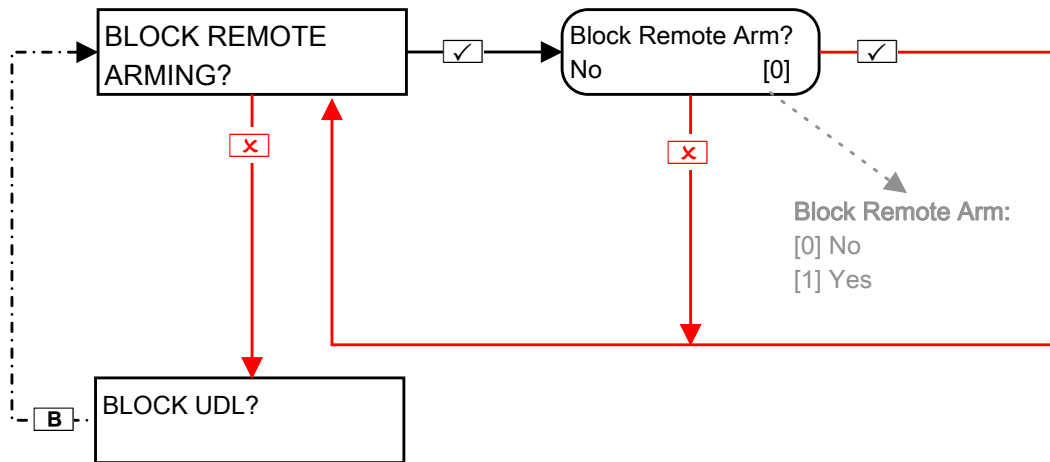 BLOCK REMOTE
ARMING?
✓
Block Remote Arm?
No [0]
✓
x
x
Block Remote Arm:
[0] No
[1] Yes
BLOCK UDL?
B